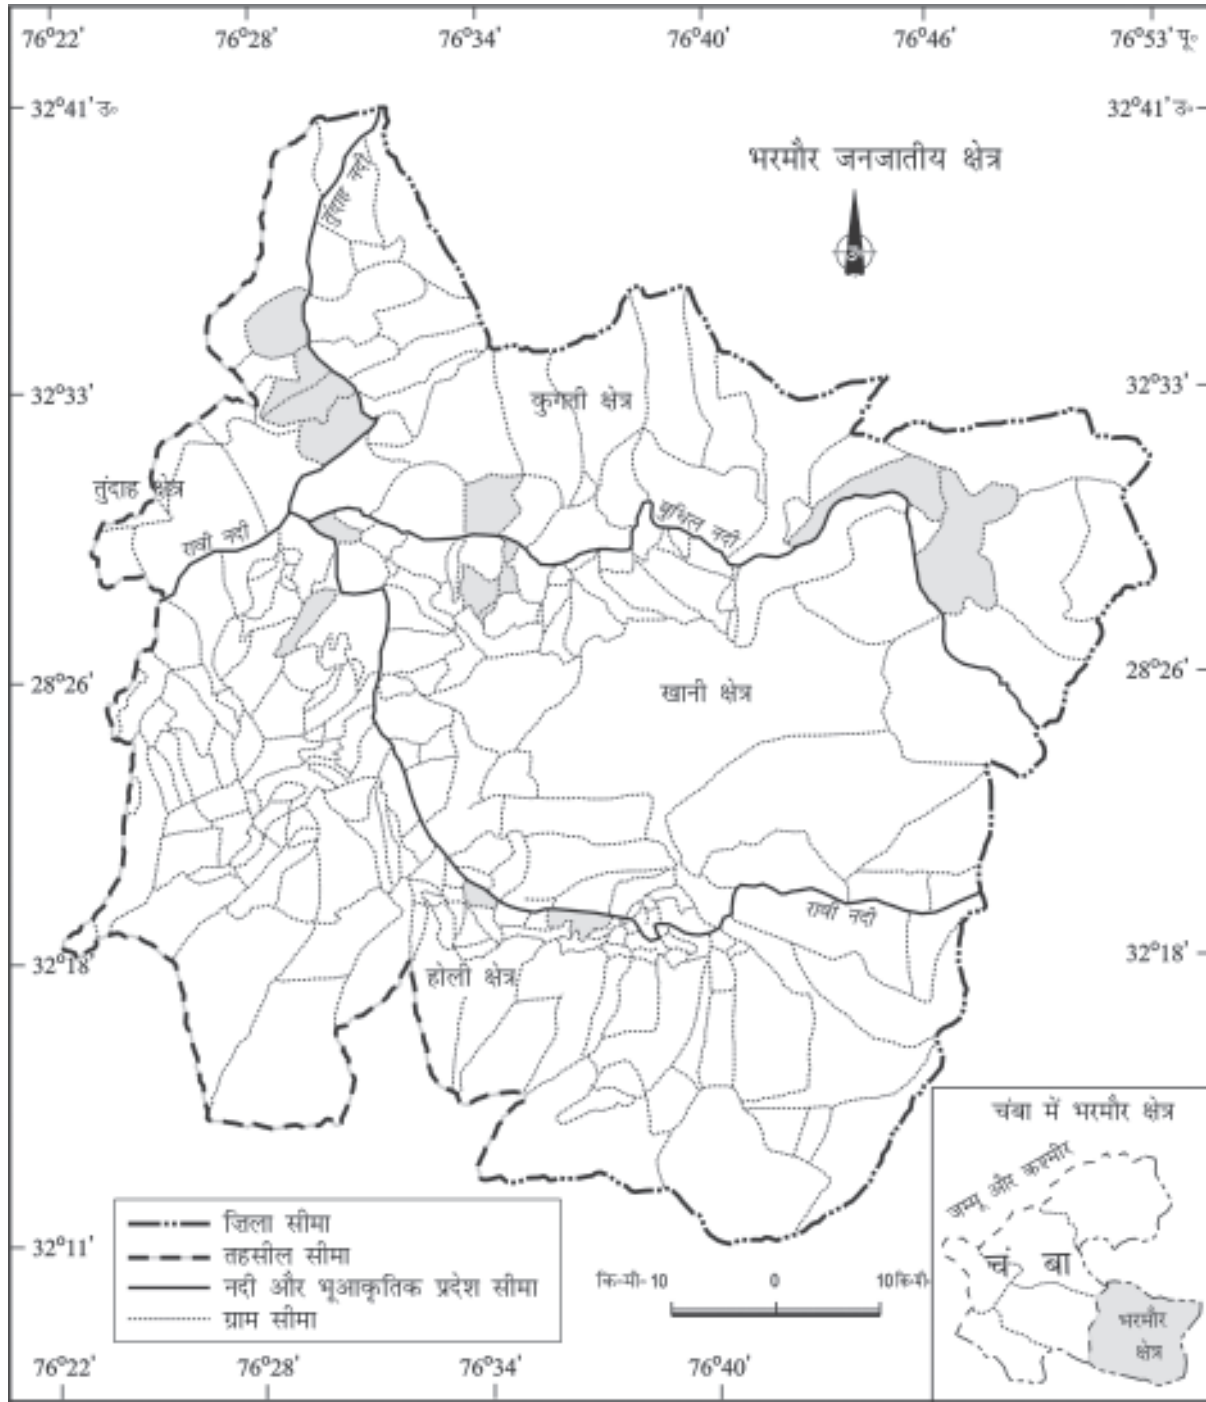 76°22' 76°28' 76°34' 76°40' 76°46' 76°53' पू॰
32°41' उ॰ 32°41' उ॰
भरमौर जनजातीय क्षेत्र
तुंदाह नदी
उ॰
32°33' 32°33'
कुगती क्षेत्र
तुंदाह क्षेत्र
रावी नदी
धुधिल नदी
28°26' 28°26'
खानी क्षेत्र
रावी नदी
32°18' 32°18'
होली क्षेत्र
चंबा में भरमौर क्षेत्र
जम्मू और कश्मीर
चं बा
भरमौर
क्षेत्र
ज़िला सीमा
तहसील सीमा
नदी और भूआकृतिक प्रदेश सीमा
ग्राम सीमा
32°11'
कि॰मी॰ 10 0 10 कि॰मी॰
76°22' 76°28' 76°34' 76°40'